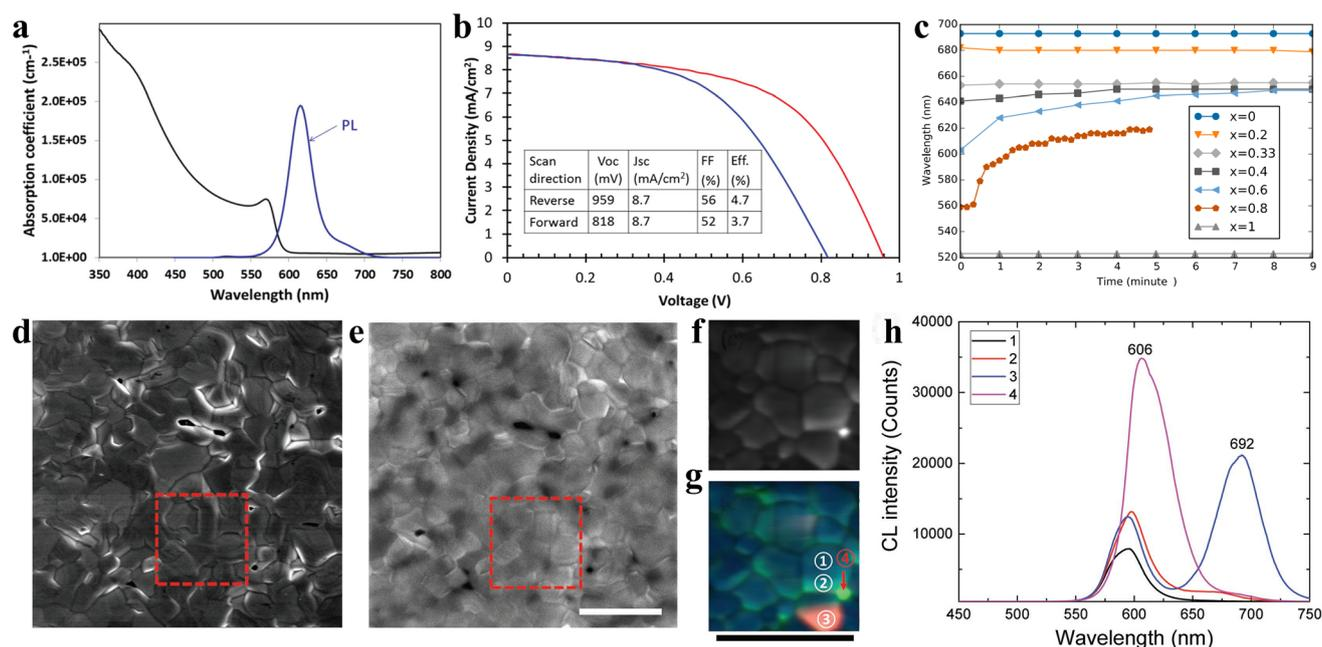 a
Absorption coefficient (cm⁻¹)
2.5E+05
2.0E+05
1.5E+05
1.0E+05
5.0E+04
1.0E+00
350 400 450 500 550 600 650 700 750 800
Wavelength (nm)
PL
b
Current Density (mA/cm²)
10
9
8
7
6
5
4
3
2
1
0
0 0.2 0.4 0.6 0.8 1
Voltage (V)
Scan direction Voc (mV) Jsc (mA/cm²) FF (%) Eff. (%)
Reverse 959 8.7 56 4.7
Forward 818 8.7 52 3.7
c
Wavelength (nm)
700
680
660
640
620
600
580
560
540
520
0 1 2 3 4 5 6 7 8 9
Time (minute )
x=0
x=0.2
x=0.33
x=0.4
x=0.6
x=0.8
x=1
d
e
f
g
① ④
②
③
h
CL intensity (Counts)
40000
30000
20000
10000
450 500 550 600 650 700 750
Wavelength (nm)
1
2
3
4
606
692